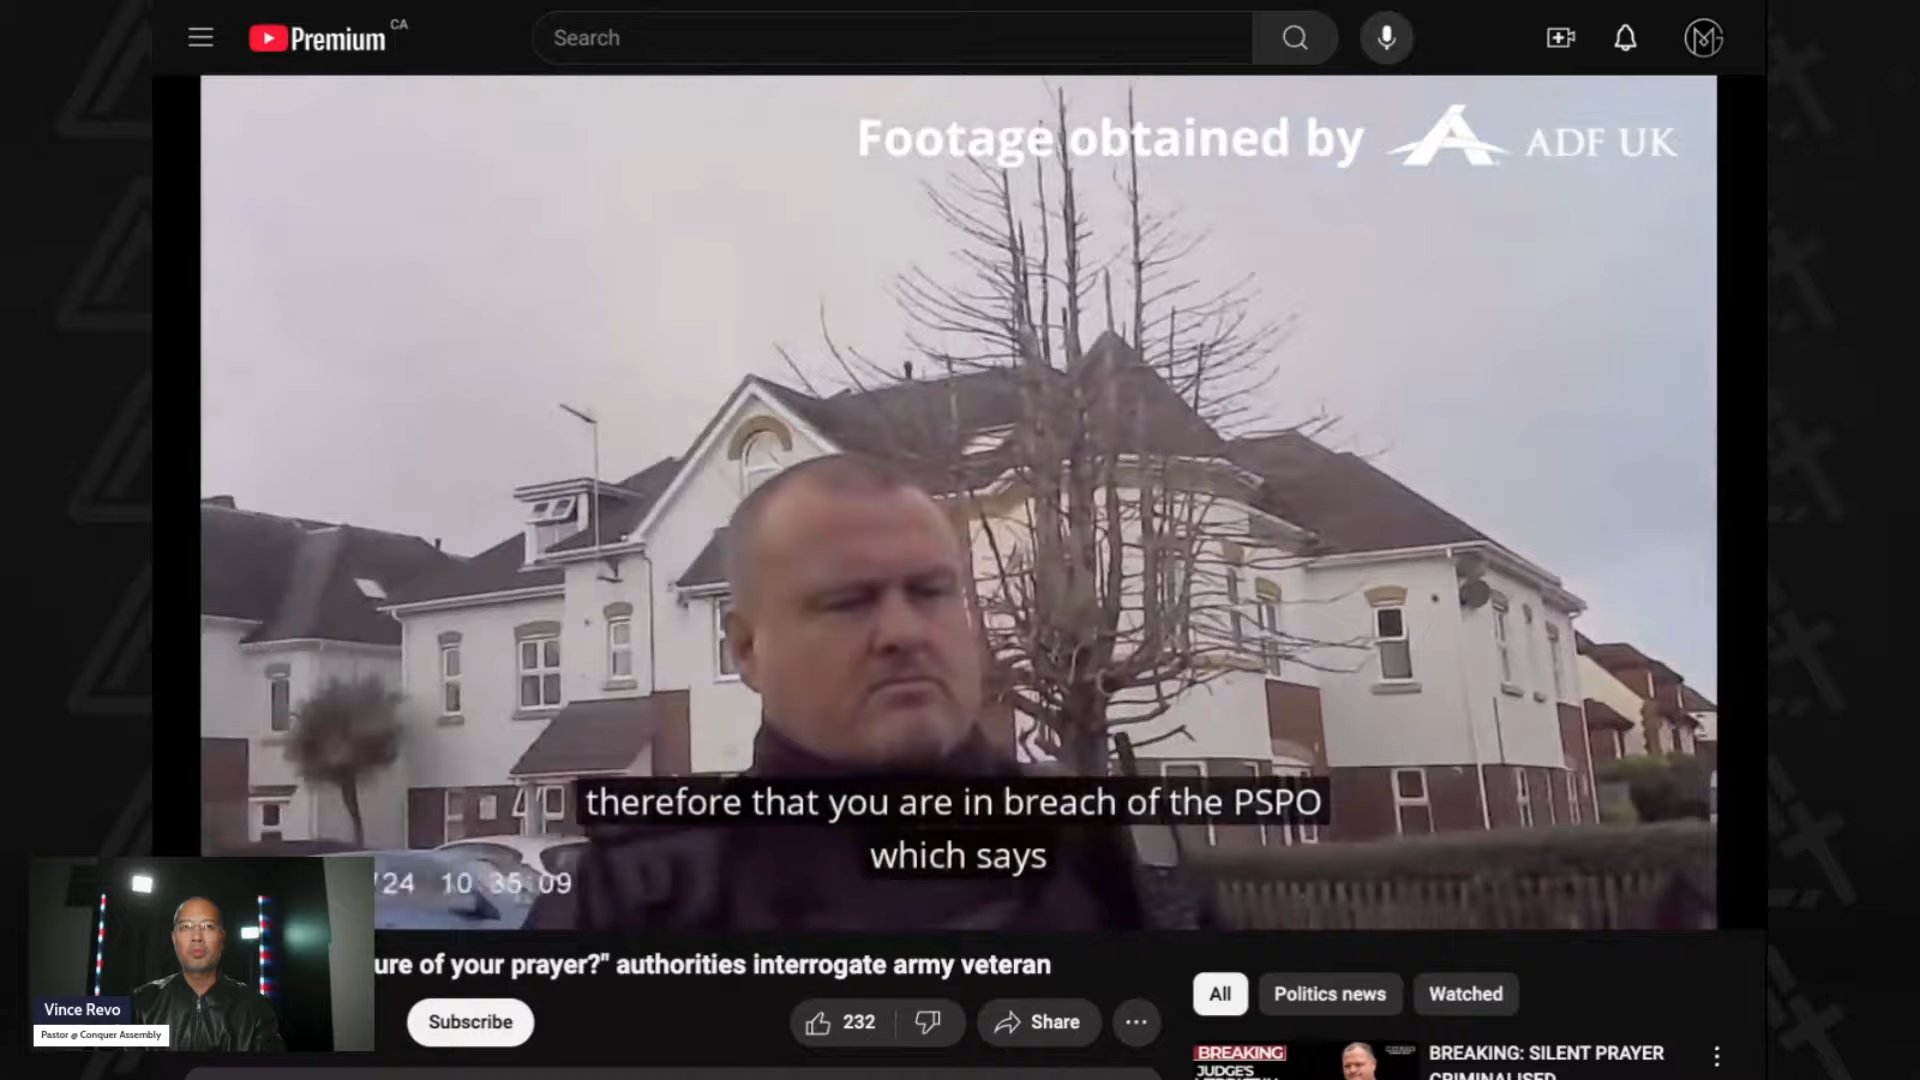 Premium CA
Search
Footage obtained by ADF UK
therefore that you are in breach of the PSPO
which says
/24 10:35:09
ure of your prayer?" authorities interrogate army veteran
All
Politics news
Watched
Vince Revo
Pastor @ Conquer Assembly
Subscribe
232
Share
BREAKING
JUDGE'S
BREAKING: SILENT PRAYER
CRIMINALISED